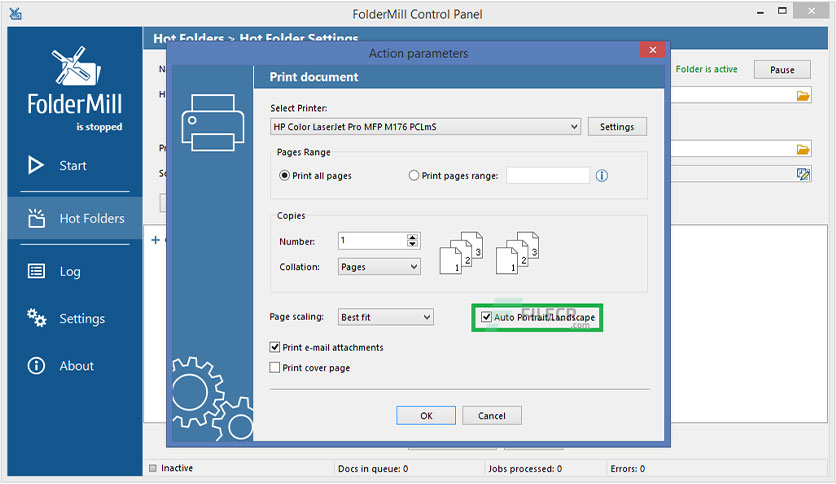 FolderMill Control Panel
Hot Folders > Hot Folder Settings
Action parameters
Print document
FolderMill
is stopped
Start
Hot Folders
Log
Settings
About
Folder is active
Pause
Select Printer:
HP Color LaserJet Pro MFP M176 PCLmS
Settings
Pages Range
Print all pages
Print pages range:
Copies
Number:
1
Collation:
Pages
1 2 3
1 2 3
Page scaling:
Best fit
Auto Portrait/Landscape
FILECR
.com
Print e-mail attachments
Print cover page
OK
Cancel
Inactive
Docs in queue: 0
Jobs processed: 0
Errors: 0